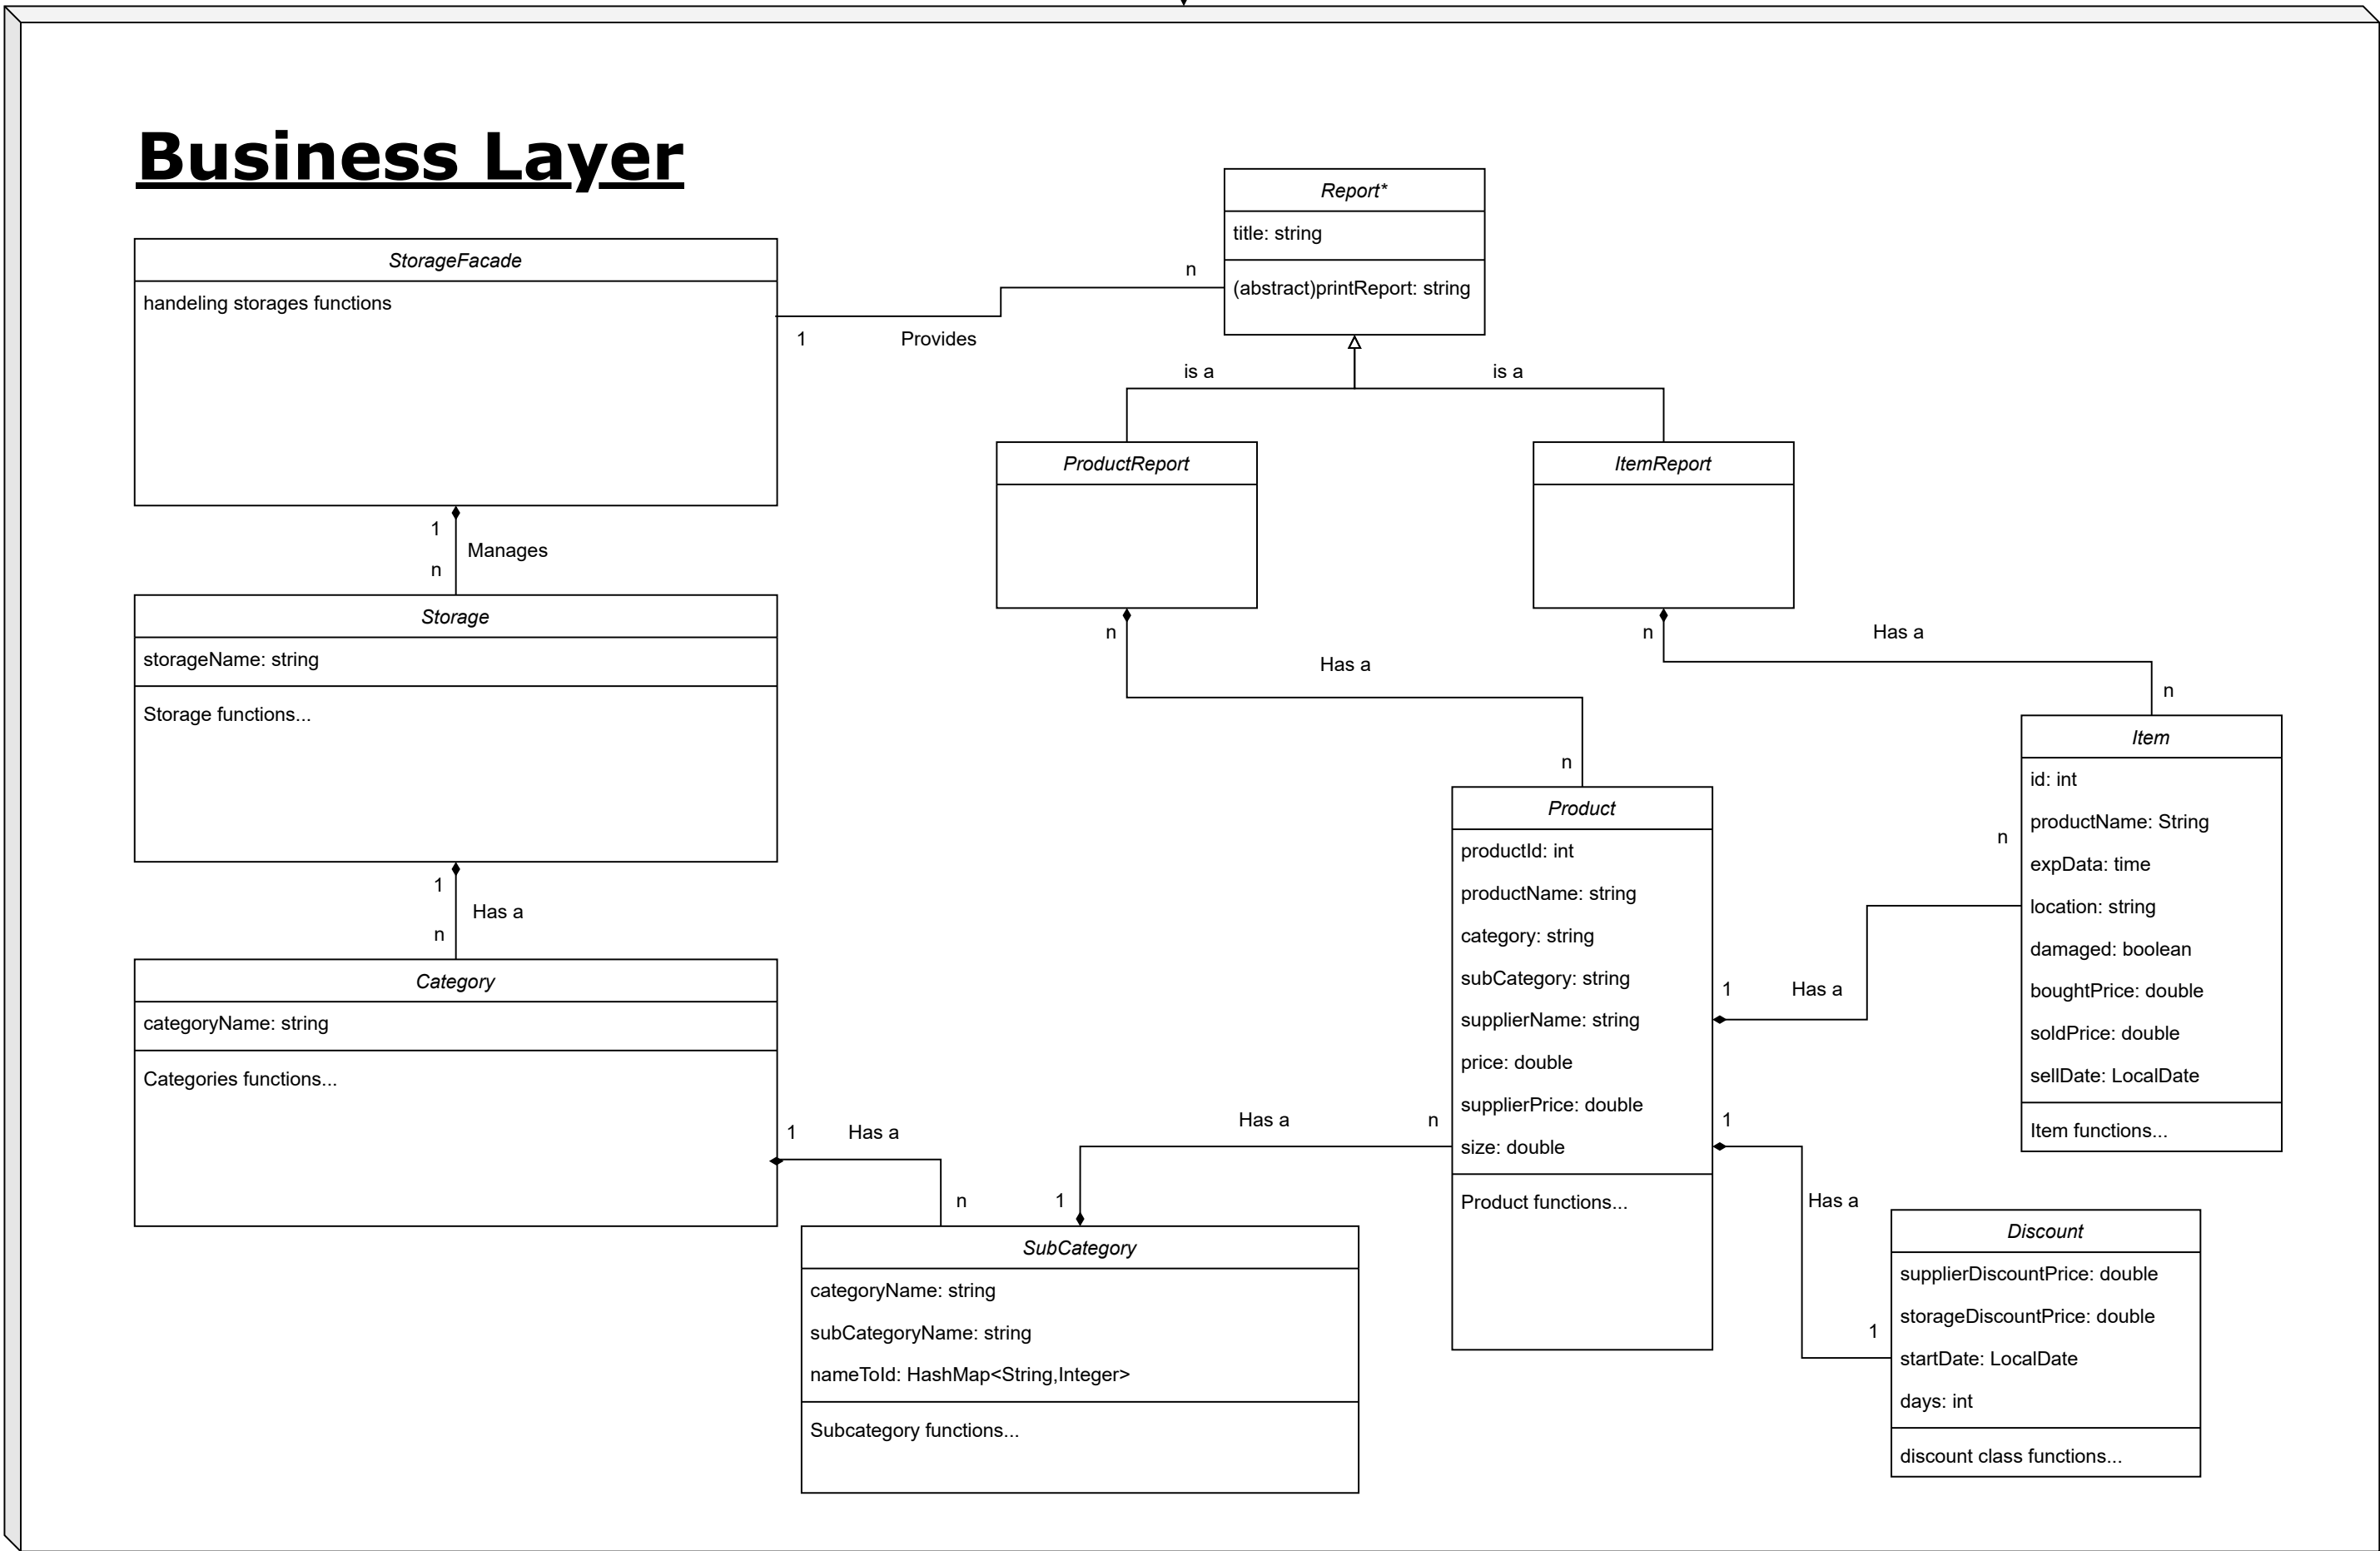 Business Layer
StorageFacade
handeling storages functions
1
Provides
n
Report*
title: string
(abstract)printReport: string
is a
is a
ProductReport
ItemReport
1
Manages
n
Storage
storageName: string
Storage functions...
1
Has a
n
Category
categoryName: string
Categories functions...
1
Has a
n
n
Has a
n
n
Has a
n
Product
productId: int
productName: string
category: string
subCategory: string
supplierName: string
price: double
supplierPrice: double
size: double
Product functions...
Item
id: int
productName: String
expData: time
location: string
damaged: boolean
boughtPrice: double
soldPrice: double
sellDate: LocalDate
Item functions...
n
1
Has a
1
Has a
1
Has a
n
1
SubCategory
categoryName: string
subCategoryName: string
nameToId: HashMap<String,Integer>
Subcategory functions...
Discount
supplierDiscountPrice: double
storageDiscountPrice: double
startDate: LocalDate
days: int
discount class functions...